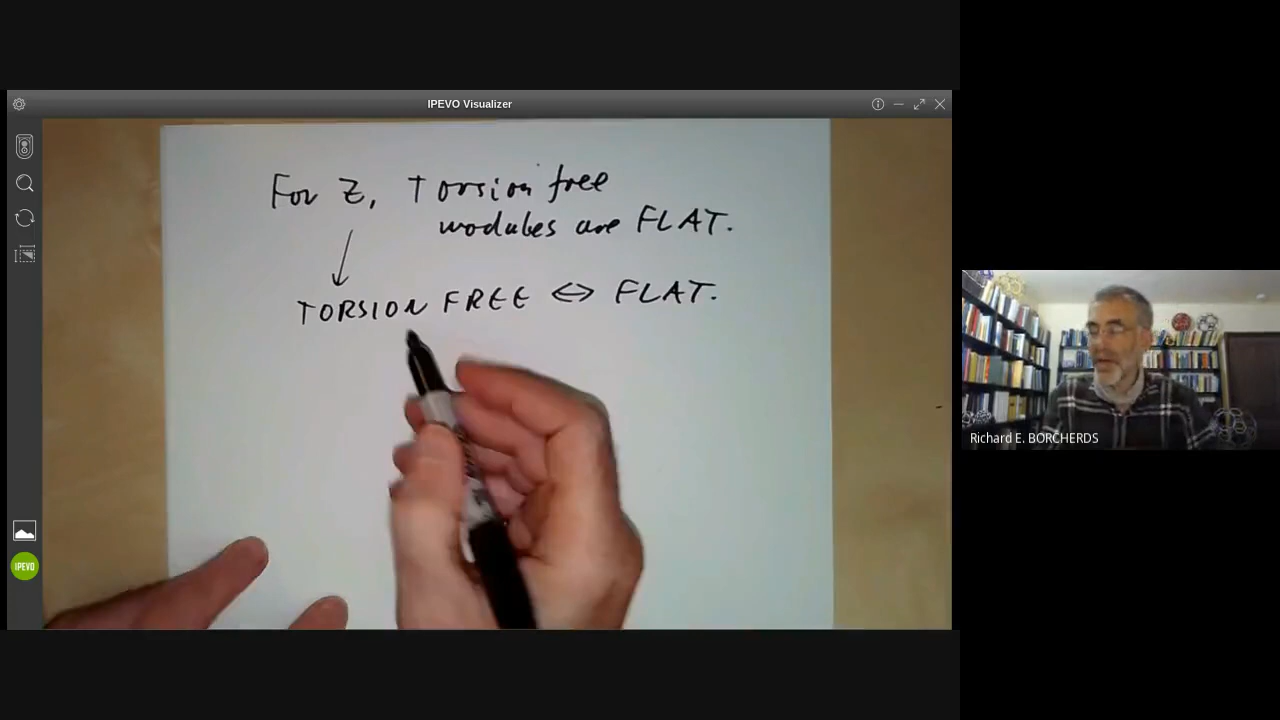 IPEVO Visualizer
For Z, Torsion free
modules are FLAT.
TORSION FREE <=> FLAT.
IPEVO
Richard E. BORCHERDS